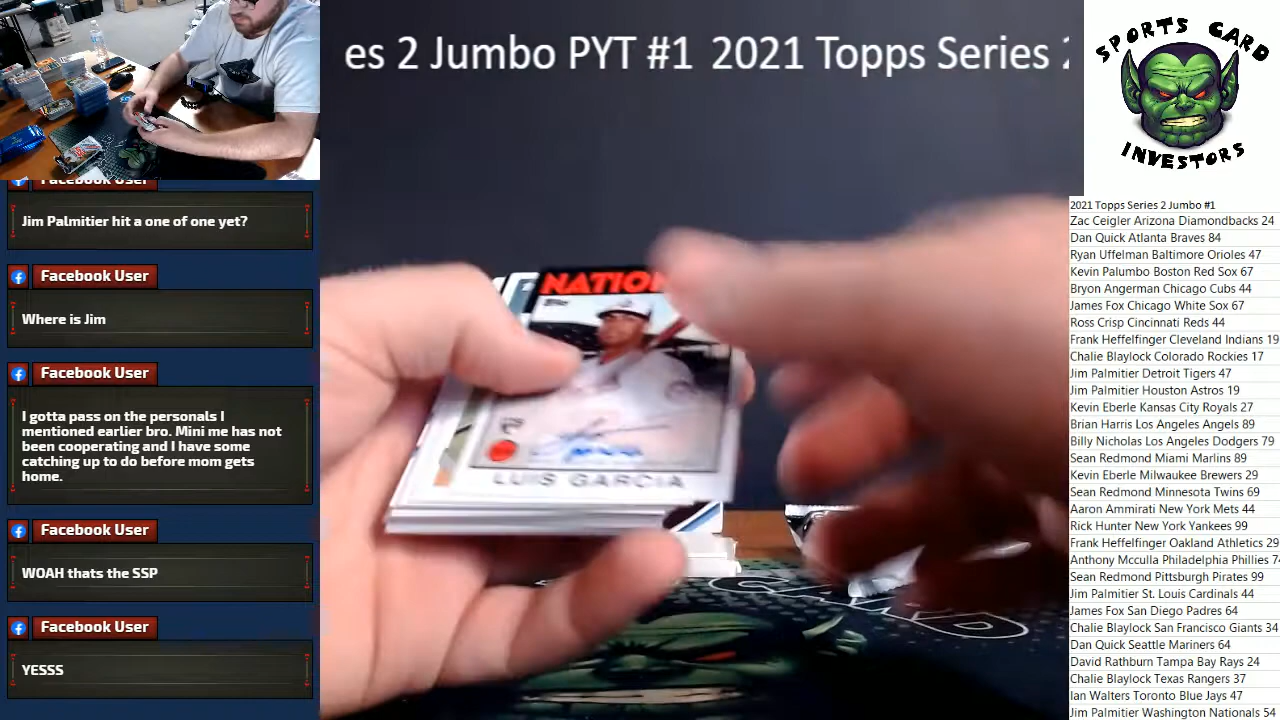 es 2 Jumbo PYT #1 2021 Topps Series 2
SPORTS CARD
INVESTORS
Facebook User
Jim Palmitier hit a one of one yet?
Facebook User
Where is Jim
Facebook User
I gotta pass on the personals I
mentioned earlier bro. Mini me has not
been cooperating and I have some
catching up to do before mom gets
home.
Facebook User
WOAH thats the SSP
Facebook User
YESSS
NATION
LUIS GARCIA
CARD
2021 Topps Series 2 Jumbo #1
Zac Ceigler Arizona Diamondbacks 24
Dan Quick Atlanta Braves 84
Ryan Uffelman Baltimore Orioles 47
Kevin Palumbo Boston Red Sox 67
Bryon Angerman Chicago Cubs 44
James Fox Chicago White Sox 67
Ross Crisp Cincinnati Reds 44
Frank Heffelfinger Cleveland Indians 19
Chalie Blaylock Colorado Rockies 17
Jim Palmitier Detroit Tigers 47
Jim Palmitier Houston Astros 19
Kevin Eberle Kansas City Royals 27
Brian Harris Los Angeles Angels 89
Billy Nicholas Los Angeles Dodgers 79
Sean Redmond Miami Marlins 89
Kevin Eberle Milwaukee Brewers 29
Sean Redmond Minnesota Twins 69
Aaron Ammirati New York Mets 44
Rick Hunter New York Yankees 99
Frank Heffelfinger Oakland Athletics 29
Anthony Mcculla Philadelphia Phillies 74
Sean Redmond Pittsburgh Pirates 99
Jim Palmitier St. Louis Cardinals 44
James Fox San Diego Padres 64
Chalie Blaylock San Francisco Giants 34
Dan Quick Seattle Mariners 64
David Rathburn Tampa Bay Rays 24
Chalie Blaylock Texas Rangers 37
Ian Walters Toronto Blue Jays 47
Jim Palmitier Washington Nationals 54